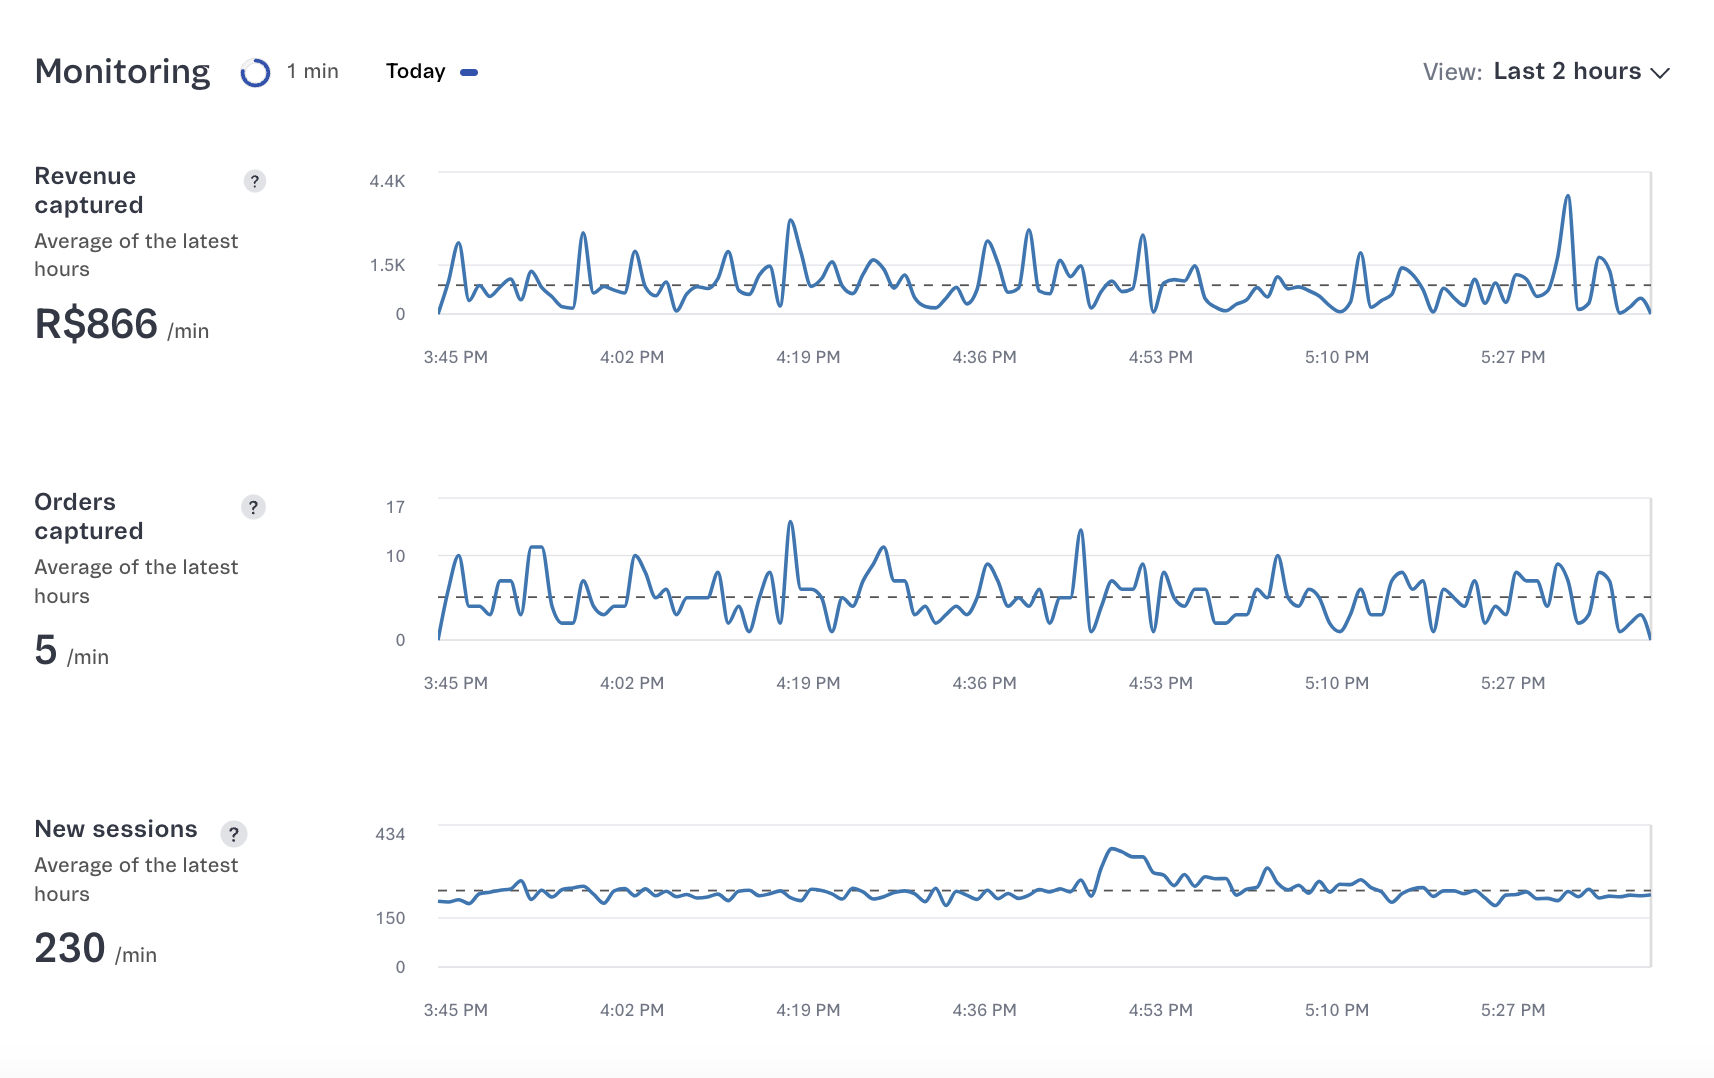 Monitoring 1 min Today View: Last 2 hours
Revenue
captured
?
Average of the latest
hours
R$866 /min
4.4K
1.5K
0
3:45 PM 4:02 PM 4:19 PM 4:36 PM 4:53 PM 5:10 PM 5:27 PM
Orders
captured
?
Average of the latest
hours
5 /min
17
10
0
3:45 PM 4:02 PM 4:19 PM 4:36 PM 4:53 PM 5:10 PM 5:27 PM
New sessions ?
Average of the latest
hours
230 /min
434
150
0
3:45 PM 4:02 PM 4:19 PM 4:36 PM 4:53 PM 5:10 PM 5:27 PM